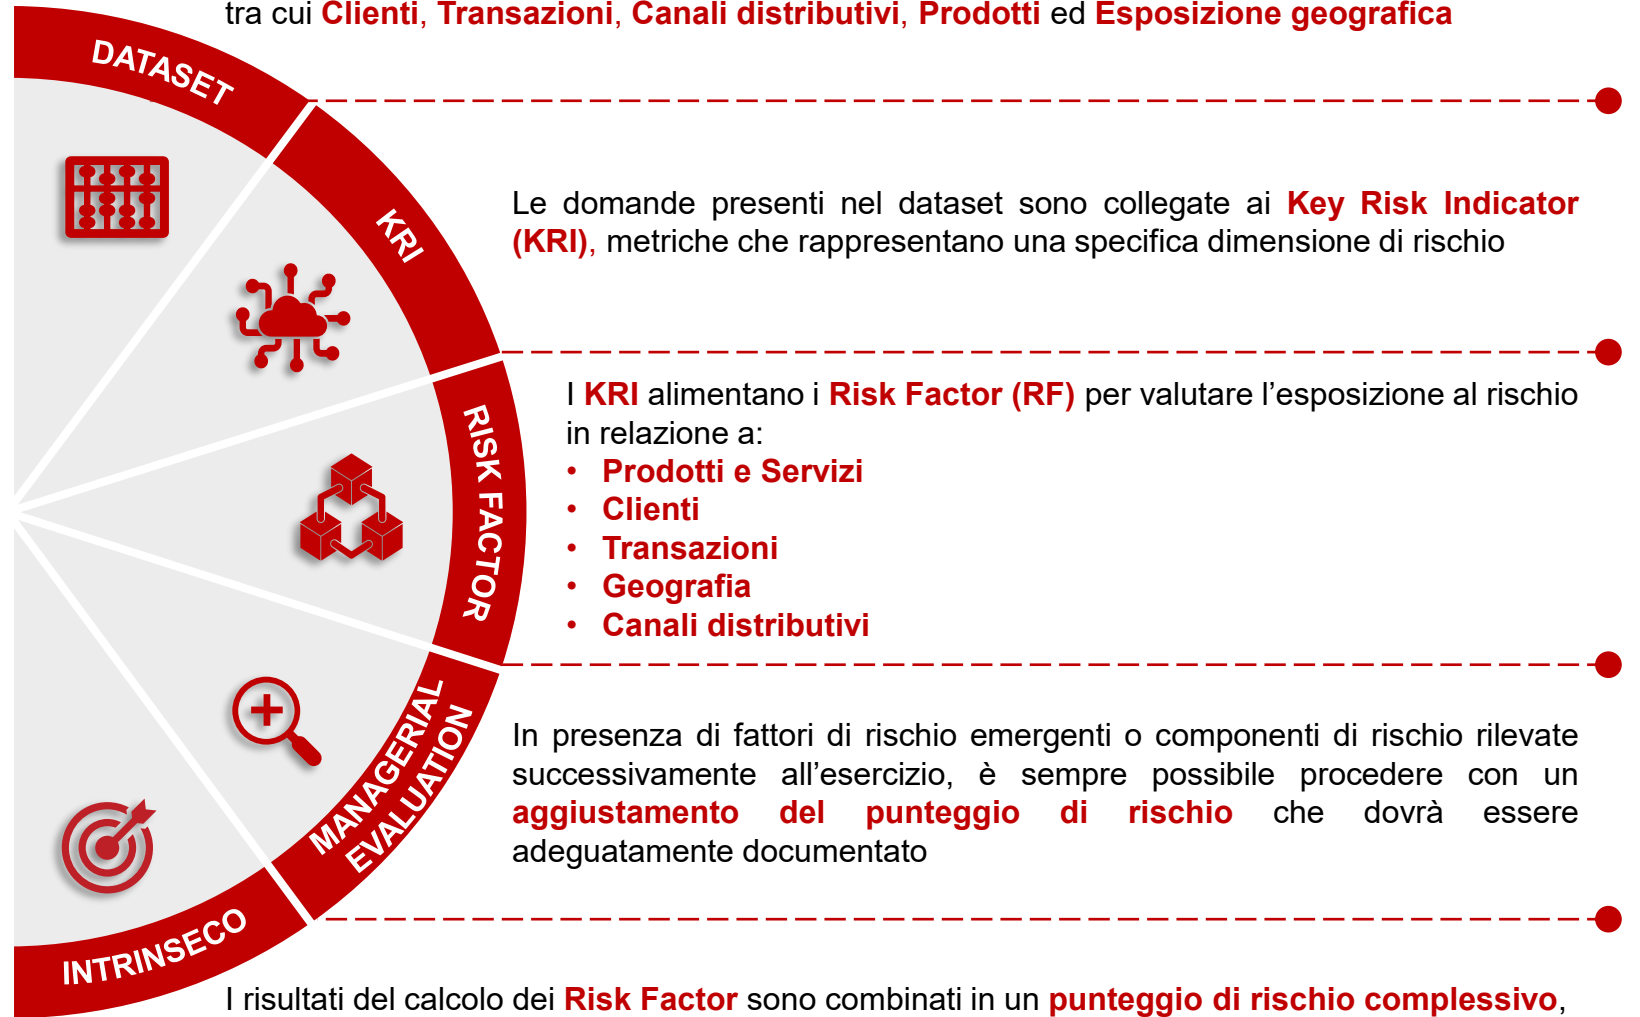 tra cui Clienti, Transazioni, Canali distributivi, Prodotti ed Esposizione geografica
DATASET
KRI
Le domande presenti nel dataset sono collegate ai Key Risk Indicator
(KRI), metriche che rappresentano una specifica dimensione di rischio
RISK FACTOR
I KRI alimentano i Risk Factor (RF) per valutare l’esposizione al rischio
in relazione a:
• Prodotti e Servizi
• Clienti
• Transazioni
• Geografia
• Canali distributivi
MANAGERIAL
EVALUATION
In presenza di fattori di rischio emergenti o componenti di rischio rilevate
successivamente all’esercizio, è sempre possibile procedere con un
aggiustamento del punteggio di rischio che dovrà essere
adeguatamente documentato
INTRINSECO
I risultati del calcolo dei Risk Factor sono combinati in un punteggio di rischio complessivo,